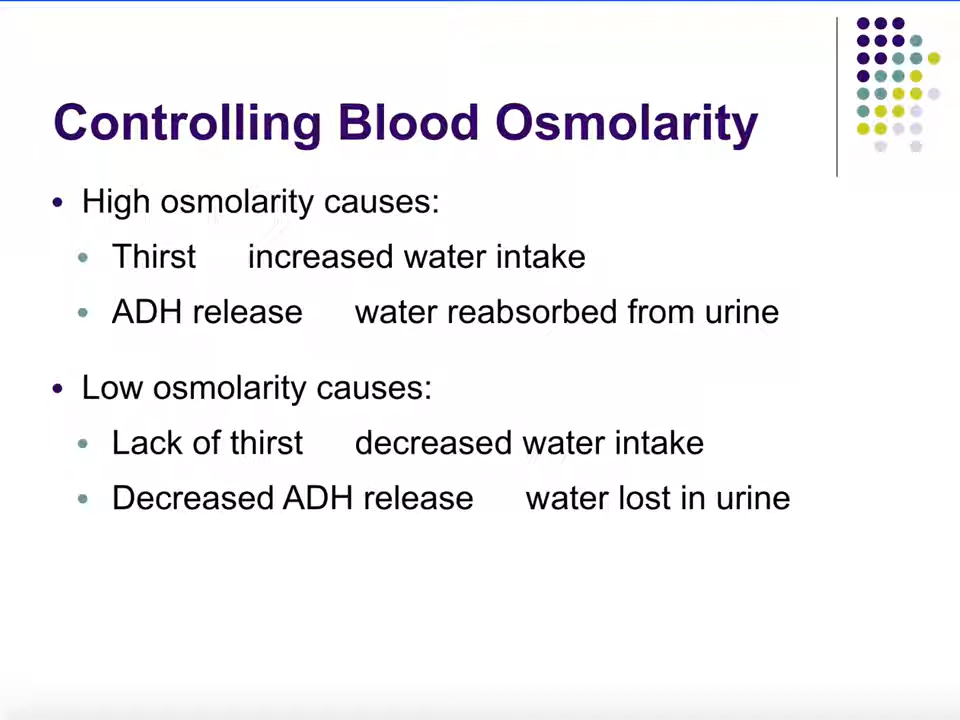 Controlling Blood Osmolarity
• High osmolarity causes:
• Thirst increased water intake
• ADH release water reabsorbed from urine
• Low osmolarity causes:
• Lack of thirst decreased water intake
• Decreased ADH release water lost in urine